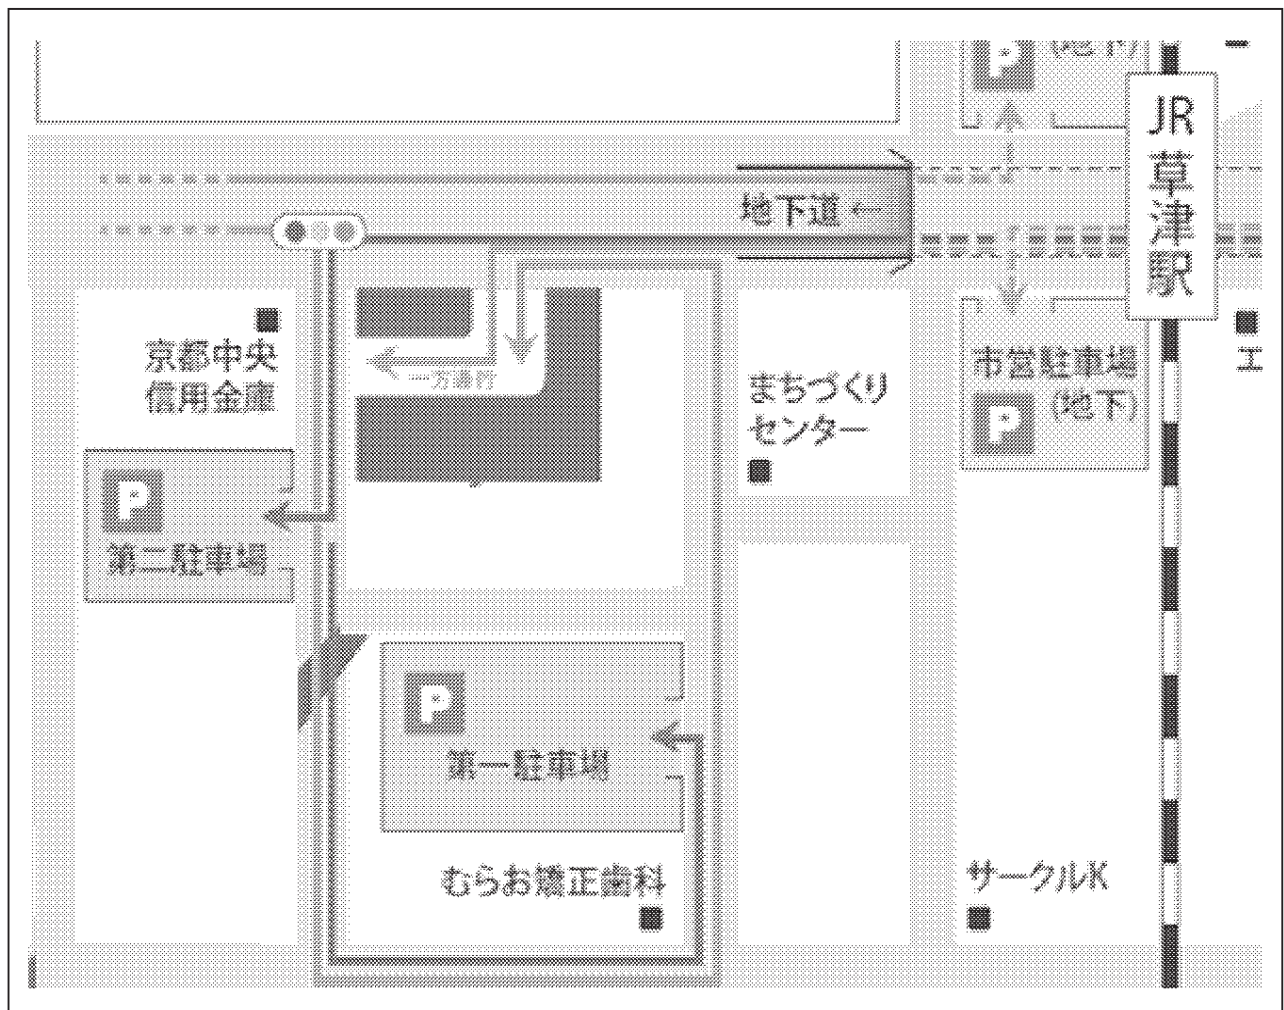 P
(地下)
JR
草
津
駅
地下道 ←
京都中央
信用金庫
一方通行
まちづくり
センター
市営駐車場
(地下)
P
エ
P
第二駐車場
P
第一駐車場
むらお矯正歯科
サークルK